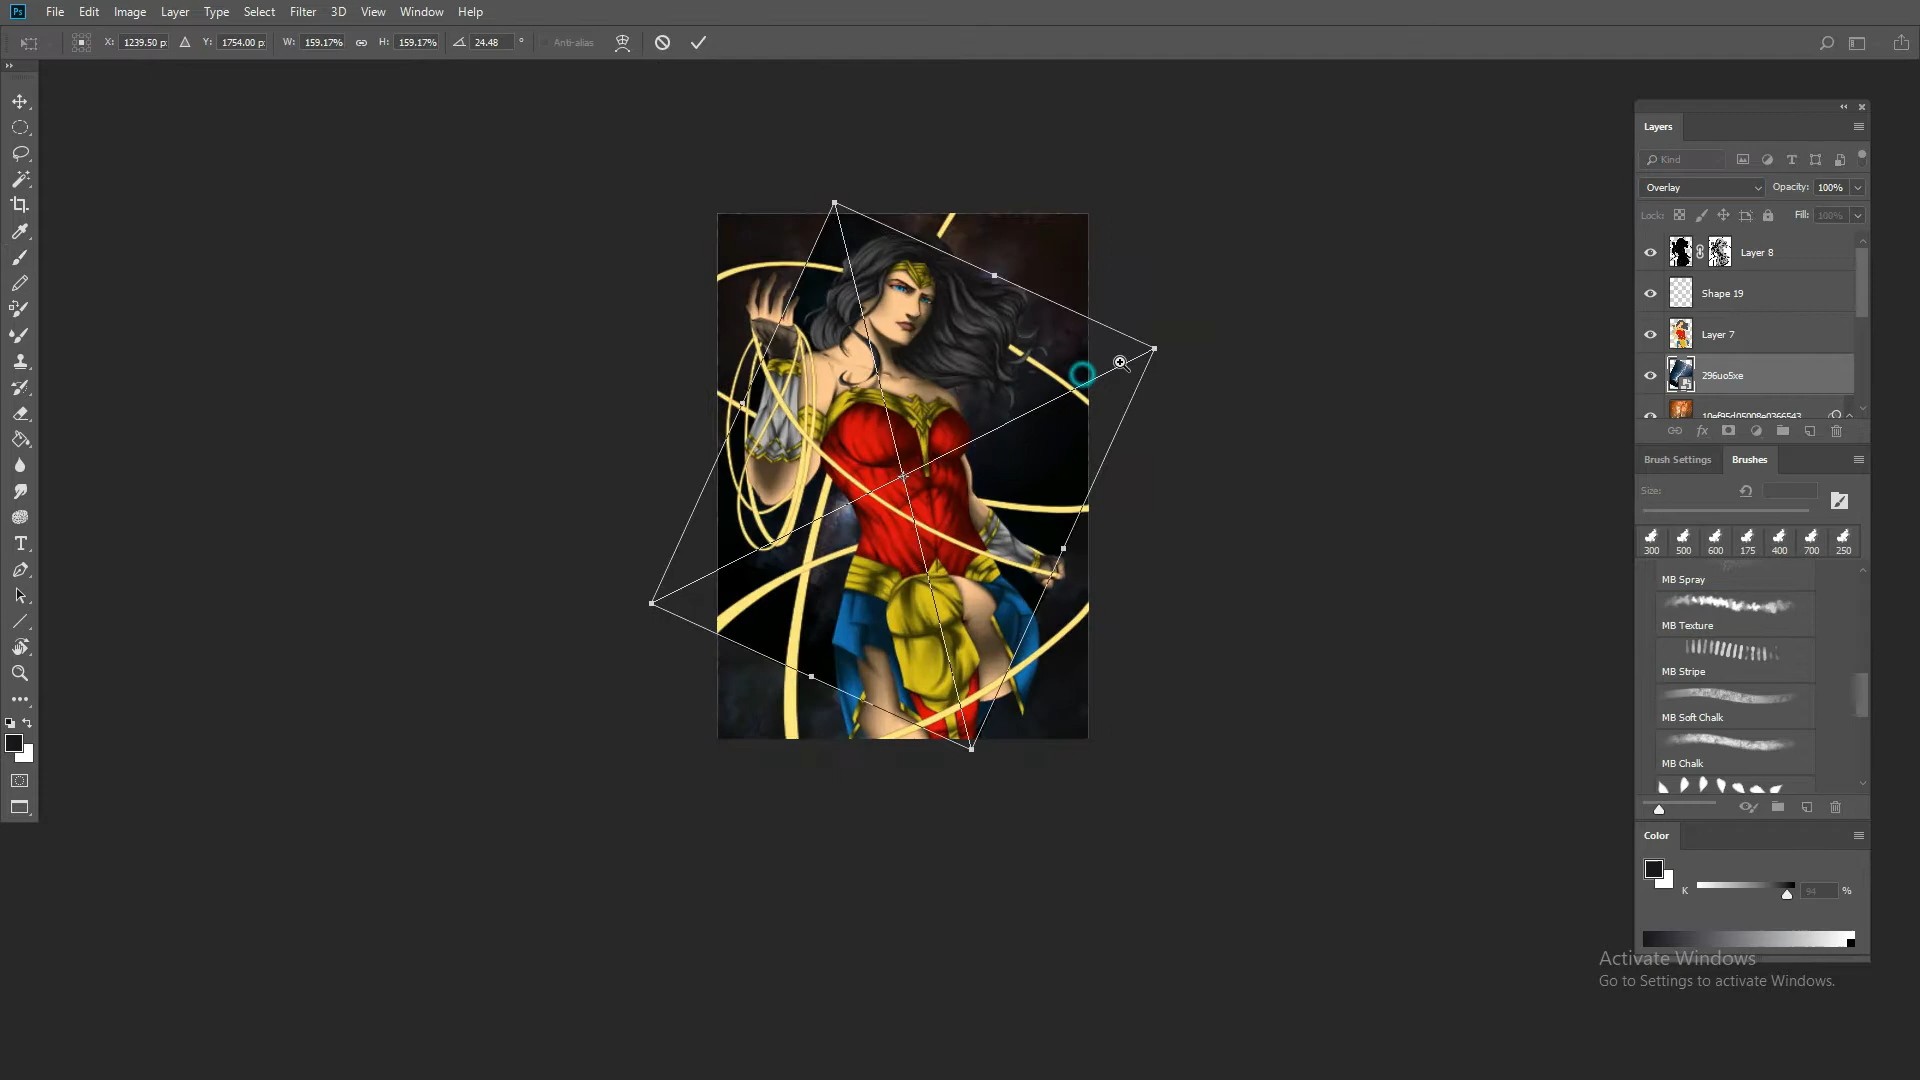 Ps File Edit Image Layer Type Select Filter 3D View Window Help
X: 1239.50 p: Y: 1754.00 p: W: 159.17% H: 159.17% 24.48 ° Anti-alias
Layers
Kind
Overlay Opacity: 100%
Lock: Fill: 100%
Layer 8
Shape 19
Layer 7
296uo5xe
10ef95d05008e0366543
fx
Brush Settings Brushes
Size:
300 500 600 175 400 700 250
MB Spray
MB Texture
MB Stripe
MB Soft Chalk
MB Chalk
Color
K 94 %
Activate Windows
Go to Settings to activate Windows.